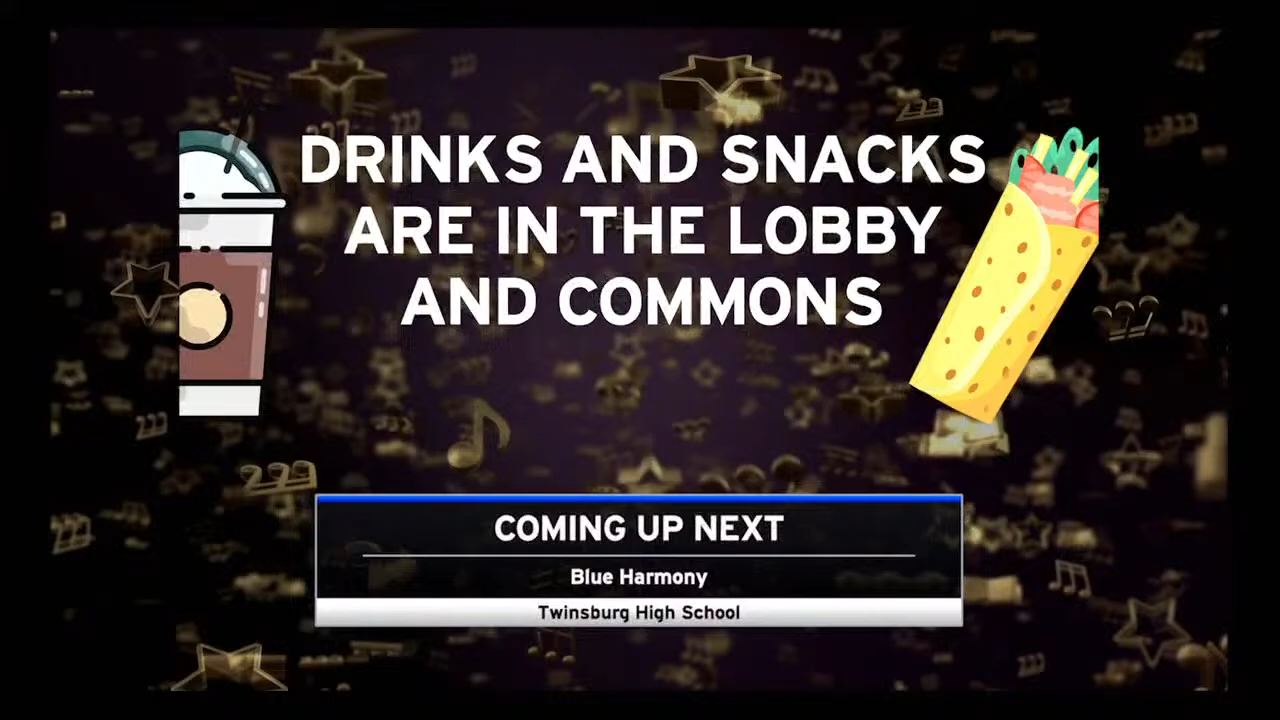 DRINKS AND SNACKS
ARE IN THE LOBBY
AND COMMONS
COMING UP NEXT
Blue Harmony
Twinsburg High School